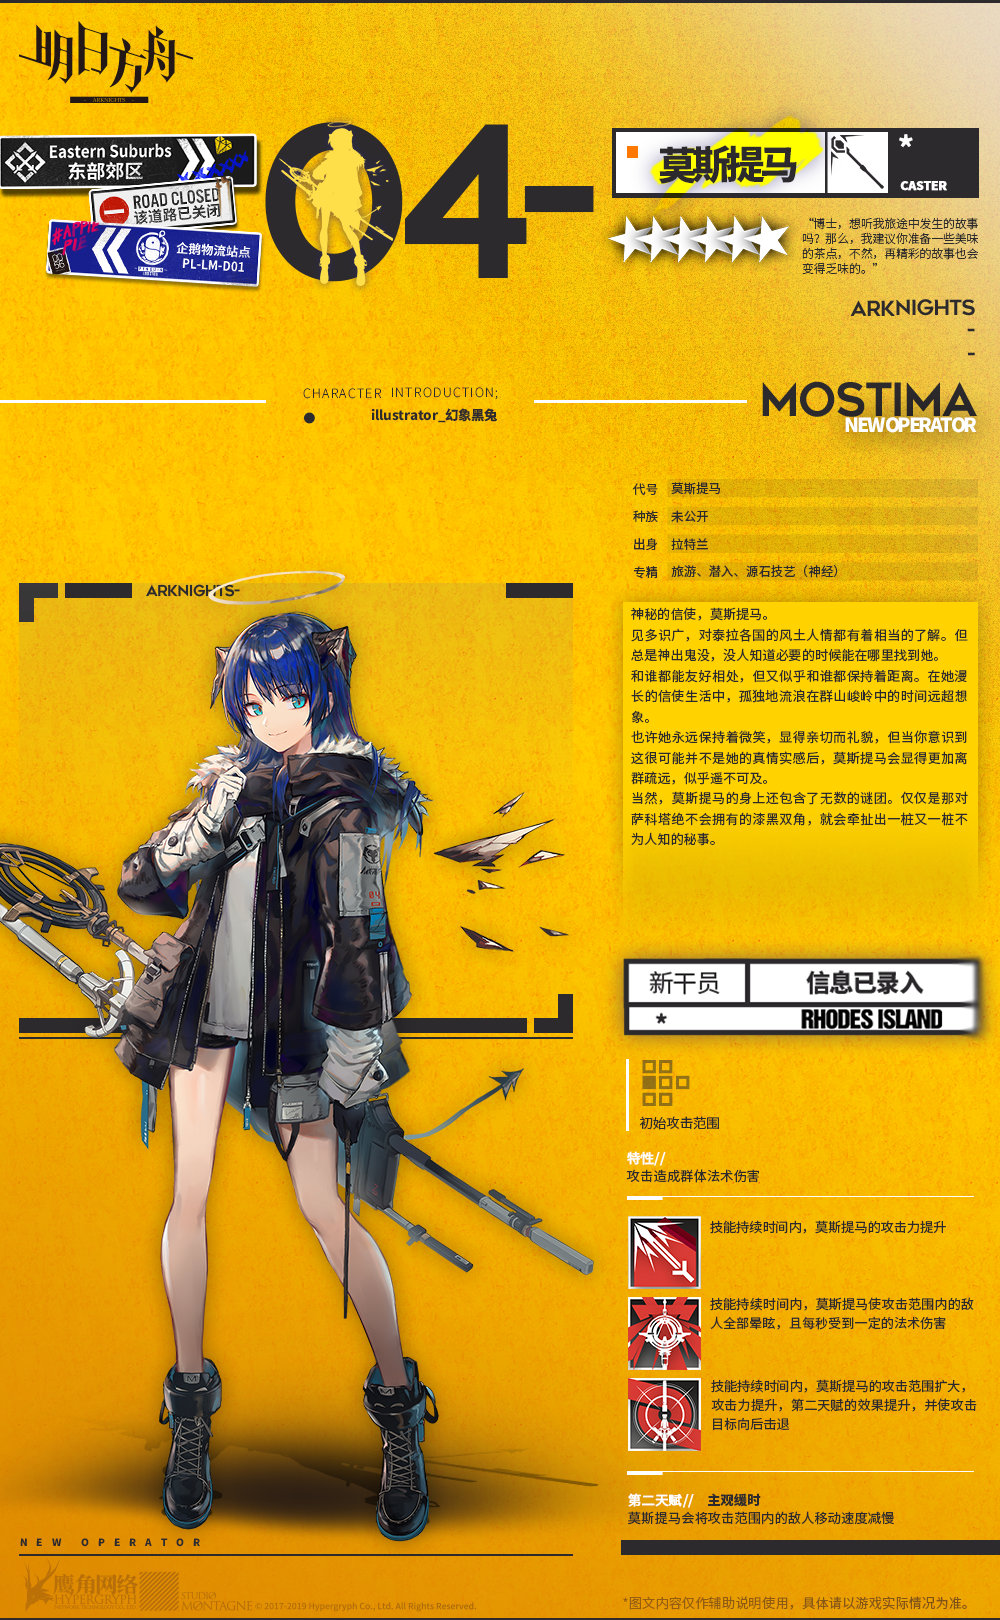 明日方舟
ARKNIGHTS
Eastern Suburbs
东部郊区
ROAD CLOSED
该道路已关闭
#APPLE
PIE
企鹅物流站点
PL-LM-D01
04-
莫斯提马
*
CASTER
“博士，想听我旅途中发生的故事
吗？那么，我建议你准备一些美味
的茶点，不然，再精彩的故事也会
变得乏味的。”
ARKNIGHTS
-
-
CHARACTER INTRODUCTION;
illustrator_幻象黑兔
MOSTIMA
NEW OPERATOR
代号 莫斯提马
种族 未公开
出身 拉特兰
专精 旅游、潜入、源石技艺（神经）
ARKNIGHTS-
神秘的信使，莫斯提马。
见多识广，对泰拉各国的风土人情都有着相当的了解。但
总是神出鬼没，没人知道必要的时候能在哪里找到她。
和谁都能友好相处，但又似乎和谁都保持着距离。在她漫
长的信使生活中，孤独地流浪在群山峻岭中的时间远超想
象。
也许她永远保持着微笑，显得亲切而礼貌，但当你意识到
这很可能并不是她的真情实感后，莫斯提马会显得更加离
群疏远，似乎遥不可及。
当然，莫斯提马的身上还包含了无数的谜团。仅仅是那对
萨科塔绝不会拥有的漆黑双角，就会牵扯出一桩又一桩不
为人知的秘事。
新干员
信息已录入
*
RHODES ISLAND
初始攻击范围
特性//
攻击造成群体法术伤害
技能持续时间内，莫斯提马的攻击力提升
技能持续时间内，莫斯提马使攻击范围内的敌
人全部晕眩，且每秒受到一定的法术伤害
技能持续时间内，莫斯提马的攻击范围扩大，
攻击力提升，第二天赋的效果提升，并使攻击
目标向后击退
第二天赋// 主观缓时
莫斯提马会将攻击范围内的敌人移动速度减慢
NEW OPERATOR
鹰角网络
HYPERGRYPH
STUDIO
MONTAGNE
© 2017-2019 Hypergryph Co., Ltd. All Rights Reserved.
*图文内容仅作辅助说明使用，具体请以游戏实际情况为准。